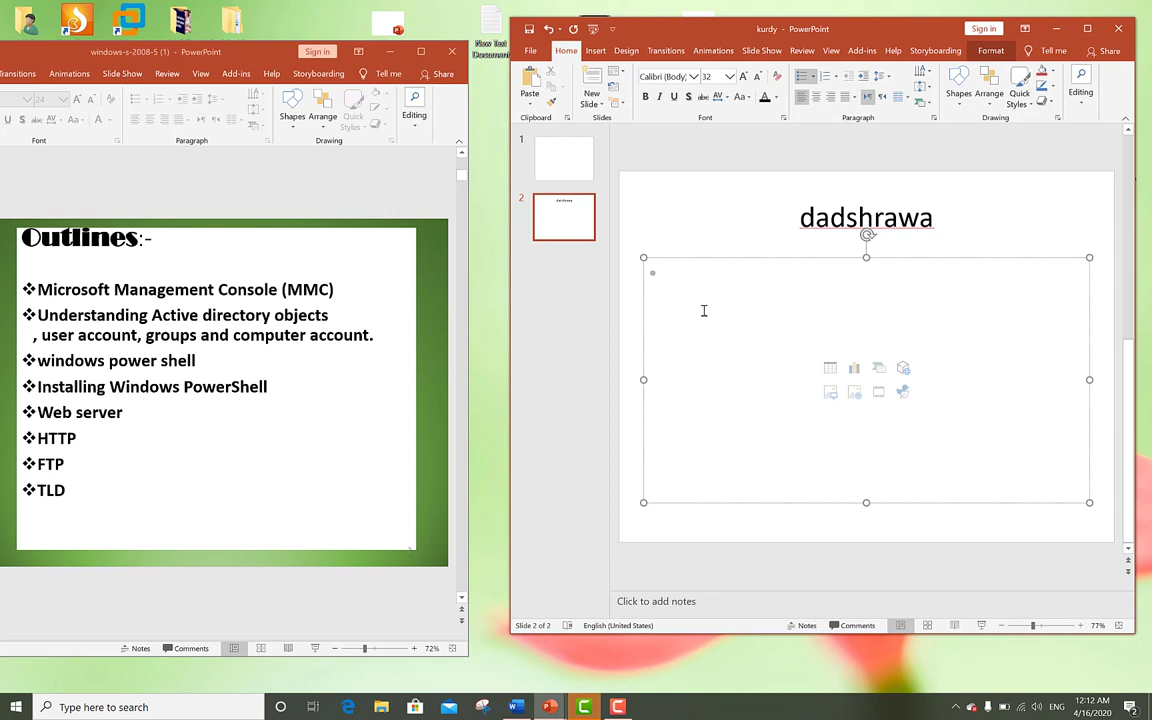 New Text
Document
windows-s-2008-5 (1) - PowerPoint
Sign in
Transitions Animations Slide Show Review View Add-ins Help Storyboarding Tell me Share
24
Shapes Arrange Quick Styles Editing
Font Paragraph Drawing
Outlines:-
❖Microsoft Management Console (MMC)
❖Understanding Active directory objects
, user account, groups and computer account.
❖windows power shell
❖Installing Windows PowerShell
❖Web server
❖HTTP
❖FTP
❖TLD
Notes Comments 72%
kurdy - PowerPoint
Sign in
File Home Insert Design Transitions Animations Slide Show Review View Add-ins Help Storyboarding Format Tell me Share
Calibri (Body) 32
Paste New Slide Shapes Arrange Quick Styles Editing
Clipboard Slides Font Paragraph Drawing
1
2
dadshrawa
Click to add notes
Slide 2 of 2 English (United States) Notes Comments 77%
Type here to search
ENG
12:12 AM
4/16/2020
2